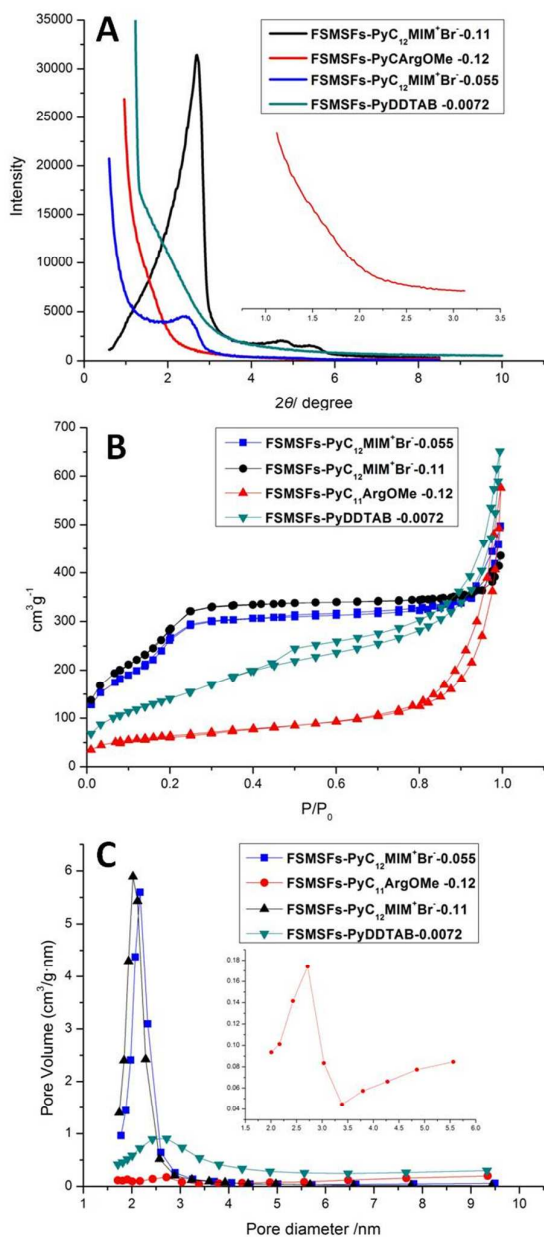 A
FSMSFs-PyC₁₂MIM⁺Br⁻-0.11
FSMSFs-PyCArgOMe -0.12
FSMSFs-PyC₁₂MIM⁺Br⁻-0.055
FSMSFs-PyDDTAB -0.0072
Intensity
35000
30000
25000
20000
15000
10000
5000
0
1.0 1.5 2.0 2.5 3.0 3.5
0 2 4 6 8 10
2θ/ degree
B
FSMSFs-PyC₁₂MIM⁺Br⁻-0.055
FSMSFs-PyC₁₂MIM⁺Br⁻-0.11
FSMSFs-PyC₁₁ArgOMe -0.12
FSMSFs-PyDDTAB -0.0072
cm³g⁻¹
700
600
500
400
300
200
100
0
0.0 0.2 0.4 0.6 0.8 1.0
P/P₀
C
FSMSFs-PyC₁₂MIM⁺Br⁻-0.055
FSMSFs-PyC₁₁ArgOMe -0.12
FSMSFs-PyC₁₂MIM⁺Br⁻-0.11
FSMSFs-PyDDTAB-0.0072
Pore Volume (cm³/g·nm)
6
5
4
3
2
1
0
0.18
0.16
0.14
0.12
0.10
0.08
0.06
0.04
1.5 2.0 2.5 3.0 3.5 4.0 4.5 5.0 5.5 6.0
1 2 3 4 5 6 7 8 9 10
Pore diameter /nm